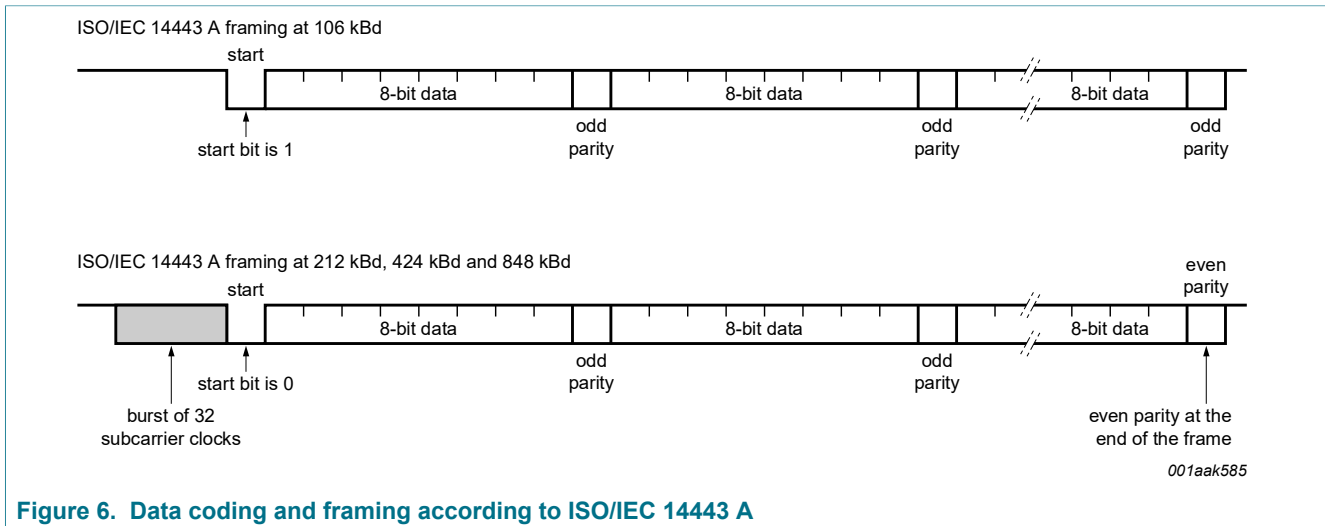 ISO/IEC 14443 A framing at 106 kBd
start
8-bit data
8-bit data
8-bit data
odd
parity
odd
parity
odd
parity
start bit is 1
ISO/IEC 14443 A framing at 212 kBd, 424 kBd and 848 kBd
even
parity
start
8-bit data
8-bit data
8-bit data
odd
parity
odd
parity
start bit is 0
burst of 32
subcarrier clocks
even parity at the
end of the frame
001aak585
Figure 6. Data coding and framing according to ISO/IEC 14443 A